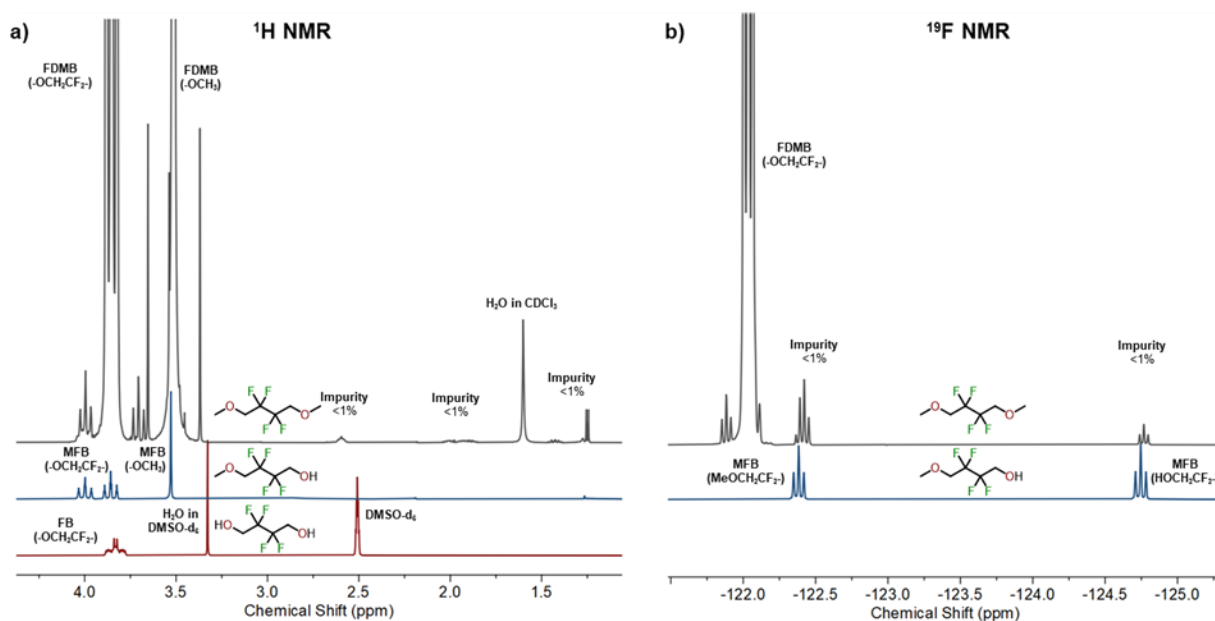 a)
¹H NMR
FDMB
(-OCH₂CF₂-)
FDMB
(-OCH₃)
H₂O in CDCl₃
Impurity
<1%
Impurity
<1%
Impurity
<1%
F F
O
O
F F
MFB
(-OCH₂CF₂-)
MFB
(-OCH₃)
F F
O
OH
F F
FB
(-OCH₂CF₂-)
H₂O in
DMSO-d₆
F F
HO
OH
F F
DMSO-d₆
4.0 3.5 3.0 2.5 2.0 1.5
Chemical Shift (ppm)
b)
¹⁹F NMR
FDMB
(-OCH₂CF₂-)
Impurity
<1%
Impurity
<1%
F F
O
O
F F
MFB
(MeOCH₂CF₂-)
F F
O
OH
F F
MFB
(HOCH₂CF₂-)
-122.0 -122.5 -123.0 -123.5 -124.0 -124.5 -125.0
Chemical Shift (ppm)